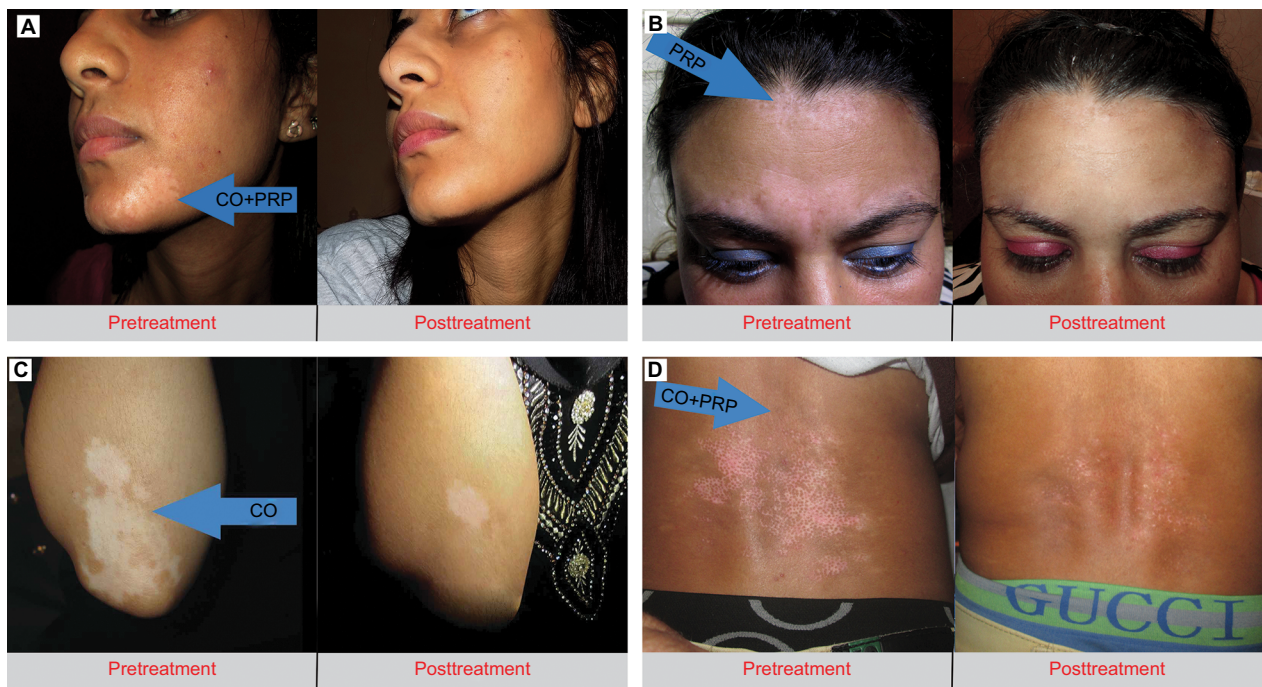 A
CO+PRP
Pretreatment
Posttreatment
B
PRP
Pretreatment
Posttreatment
C
CO
Pretreatment
Posttreatment
D
CO+PRP
GUCCI
Pretreatment
Posttreatment